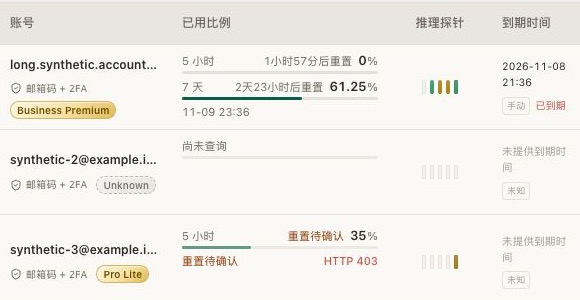 账号 已用比例 推理探针 到期时间
long.synthetic.account...
邮箱码 + 2FA
Business Premium
5 小时 1小时57分后重置 0%
7 天 2天23小时后重置 61.25%
11-09 23:36
2026-11-08
21:36
手动 已到期
synthetic-2@example.i...
邮箱码 + 2FA Unknown
尚未查询
未提供到期时
间
未知
synthetic-3@example.i...
邮箱码 + 2FA Pro Lite
5 小时 重置待确认 35%
重置待确认 HTTP 403
未提供到期时
间
未知